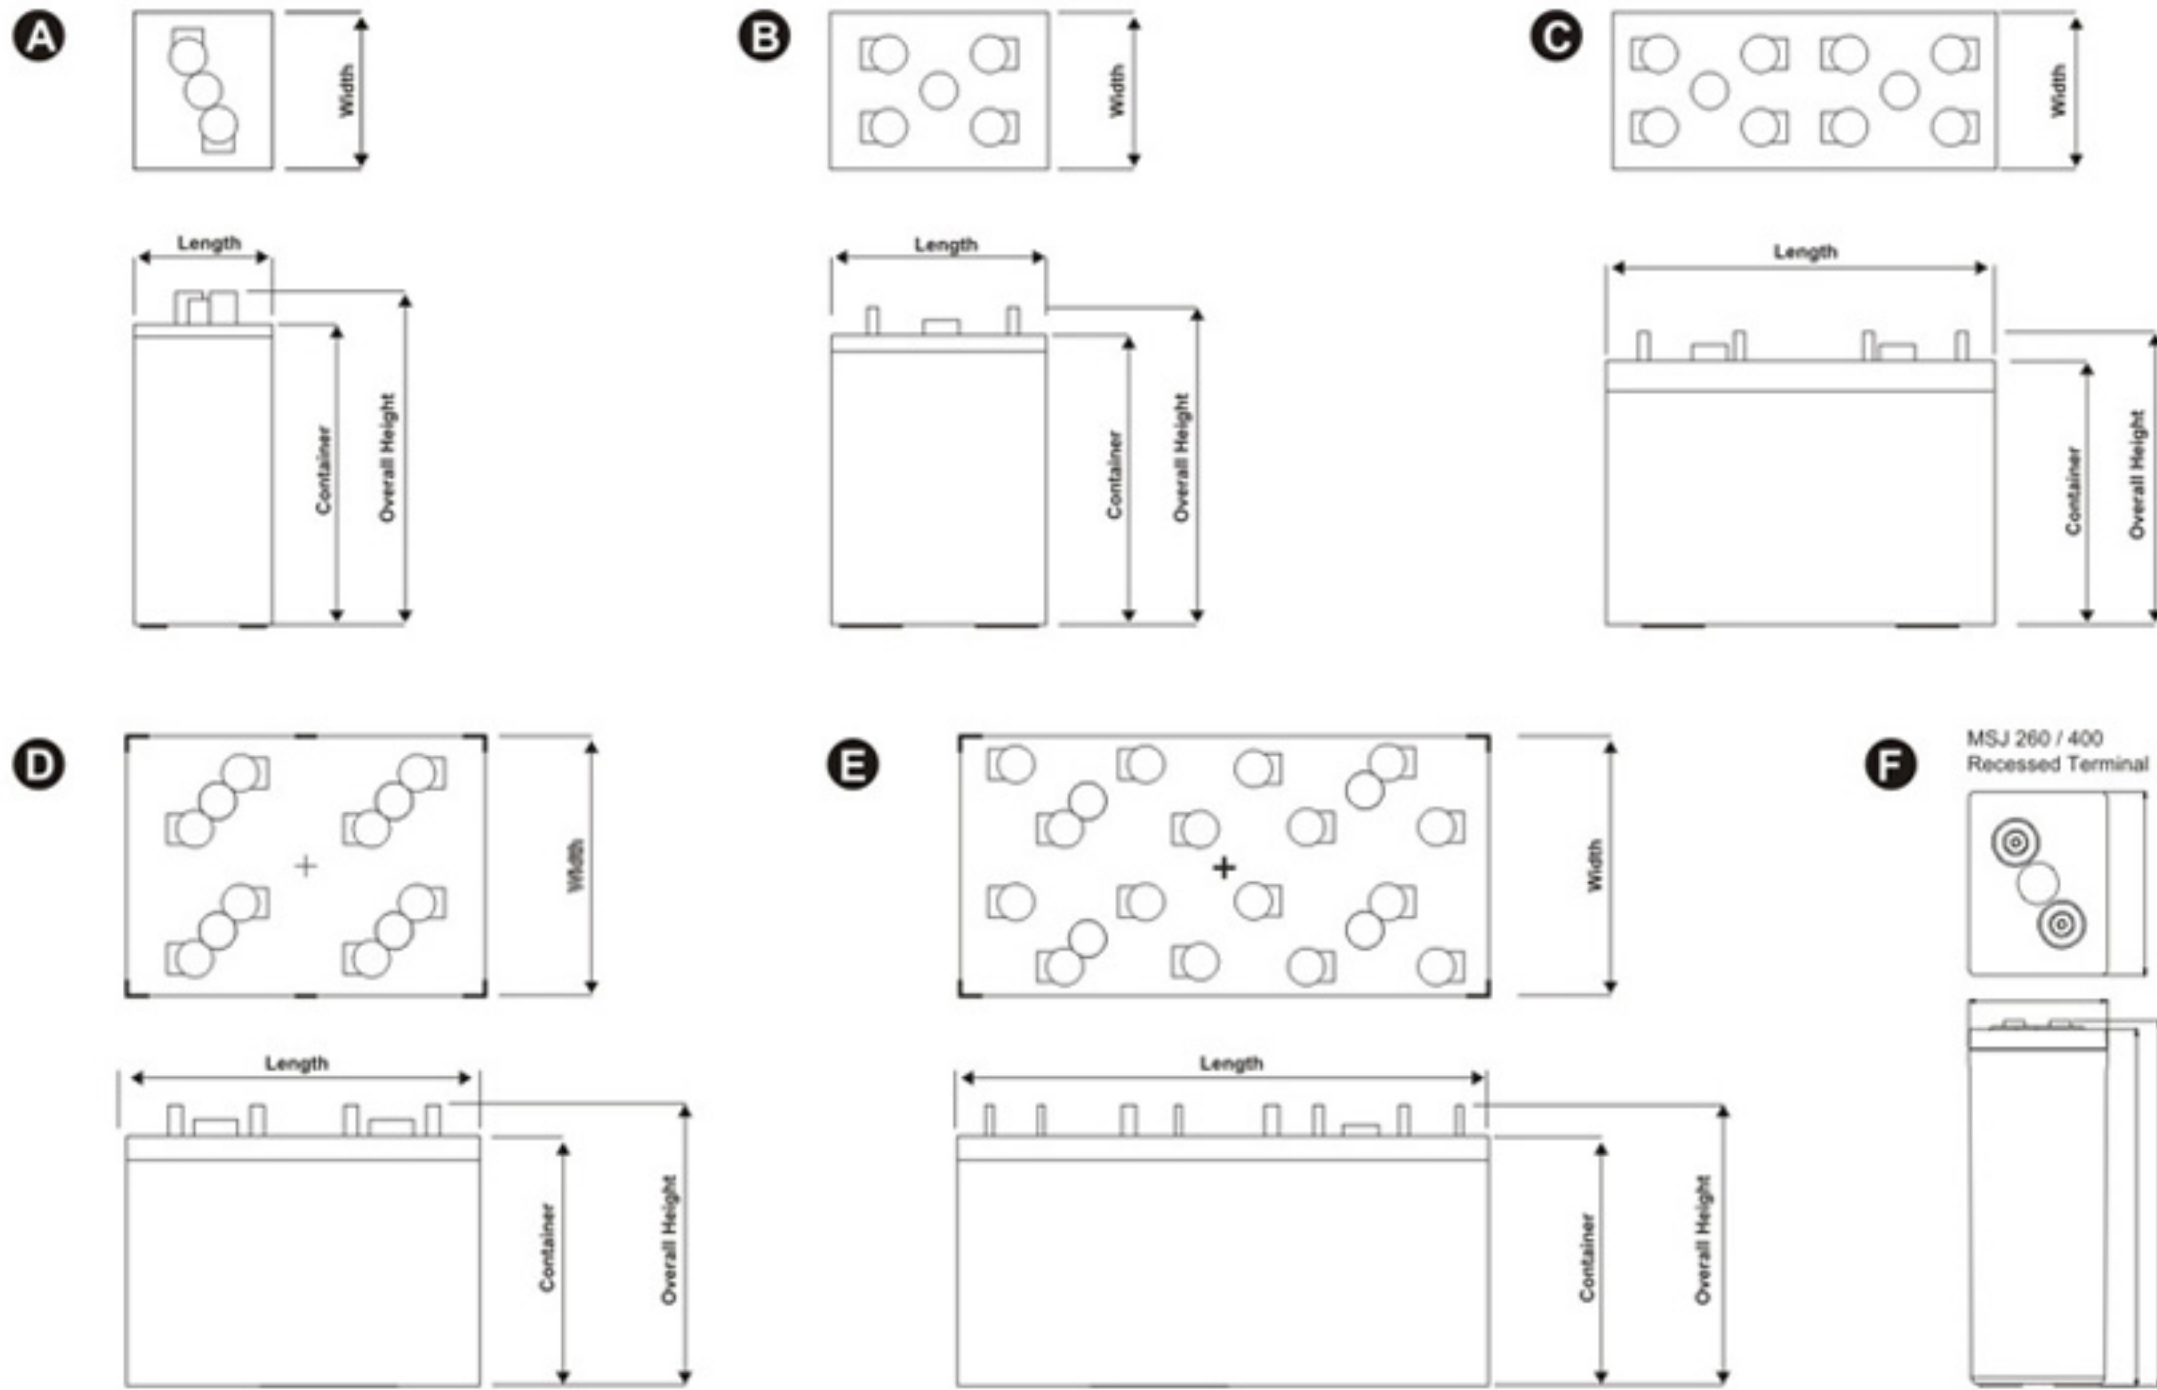 A
Width
Length
Container
Overall Height
B
Width
Length
Container
Overall Height
C
Width
Length
Container
Overall Height
D
Width
Length
Container
Overall Height
E
Width
Length
Container
Overall Height
F
MSJ 260 / 400
Recessed Terminal